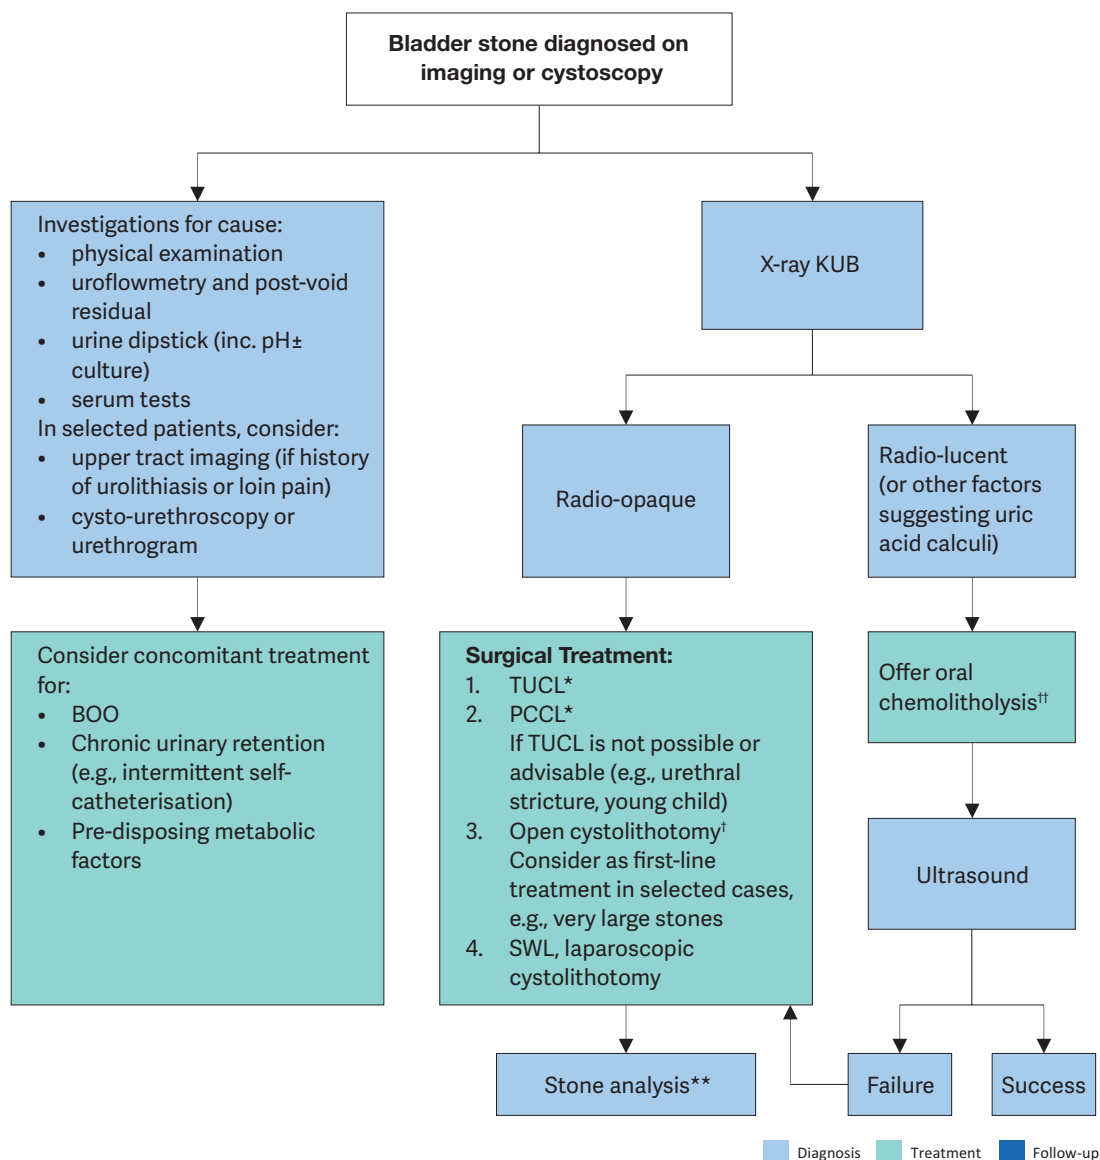 Bladder stone diagnosed on
imaging or cystoscopy
Investigations for cause:
• physical examination
• uroflowmetry and post-void
residual
• urine dipstick (inc. pH±
culture)
• serum tests
In selected patients, consider:
• upper tract imaging (if history
of urolithiasis or loin pain)
• cysto-urethroscopy or
urethrogram
X-ray KUB
Radio-opaque
Radio-lucent
(or other factors
suggesting uric
acid calculi)
Consider concomitant treatment
for:
• BOO
• Chronic urinary retention
(e.g., intermittent self-
catheterisation)
• Pre-disposing metabolic
factors
Surgical Treatment:
1. TUCL*
2. PCCL*
If TUCL is not possible or
advisable (e.g., urethral
stricture, young child)
3. Open cystolithotomy†
Consider as first-line
treatment in selected cases,
e.g., very large stones
4. SWL, laparoscopic
cystolithotomy
Offer oral
chemolitholysis††
Ultrasound
Stone analysis**
Failure
Success
Diagnosis
Treatment
Follow-up